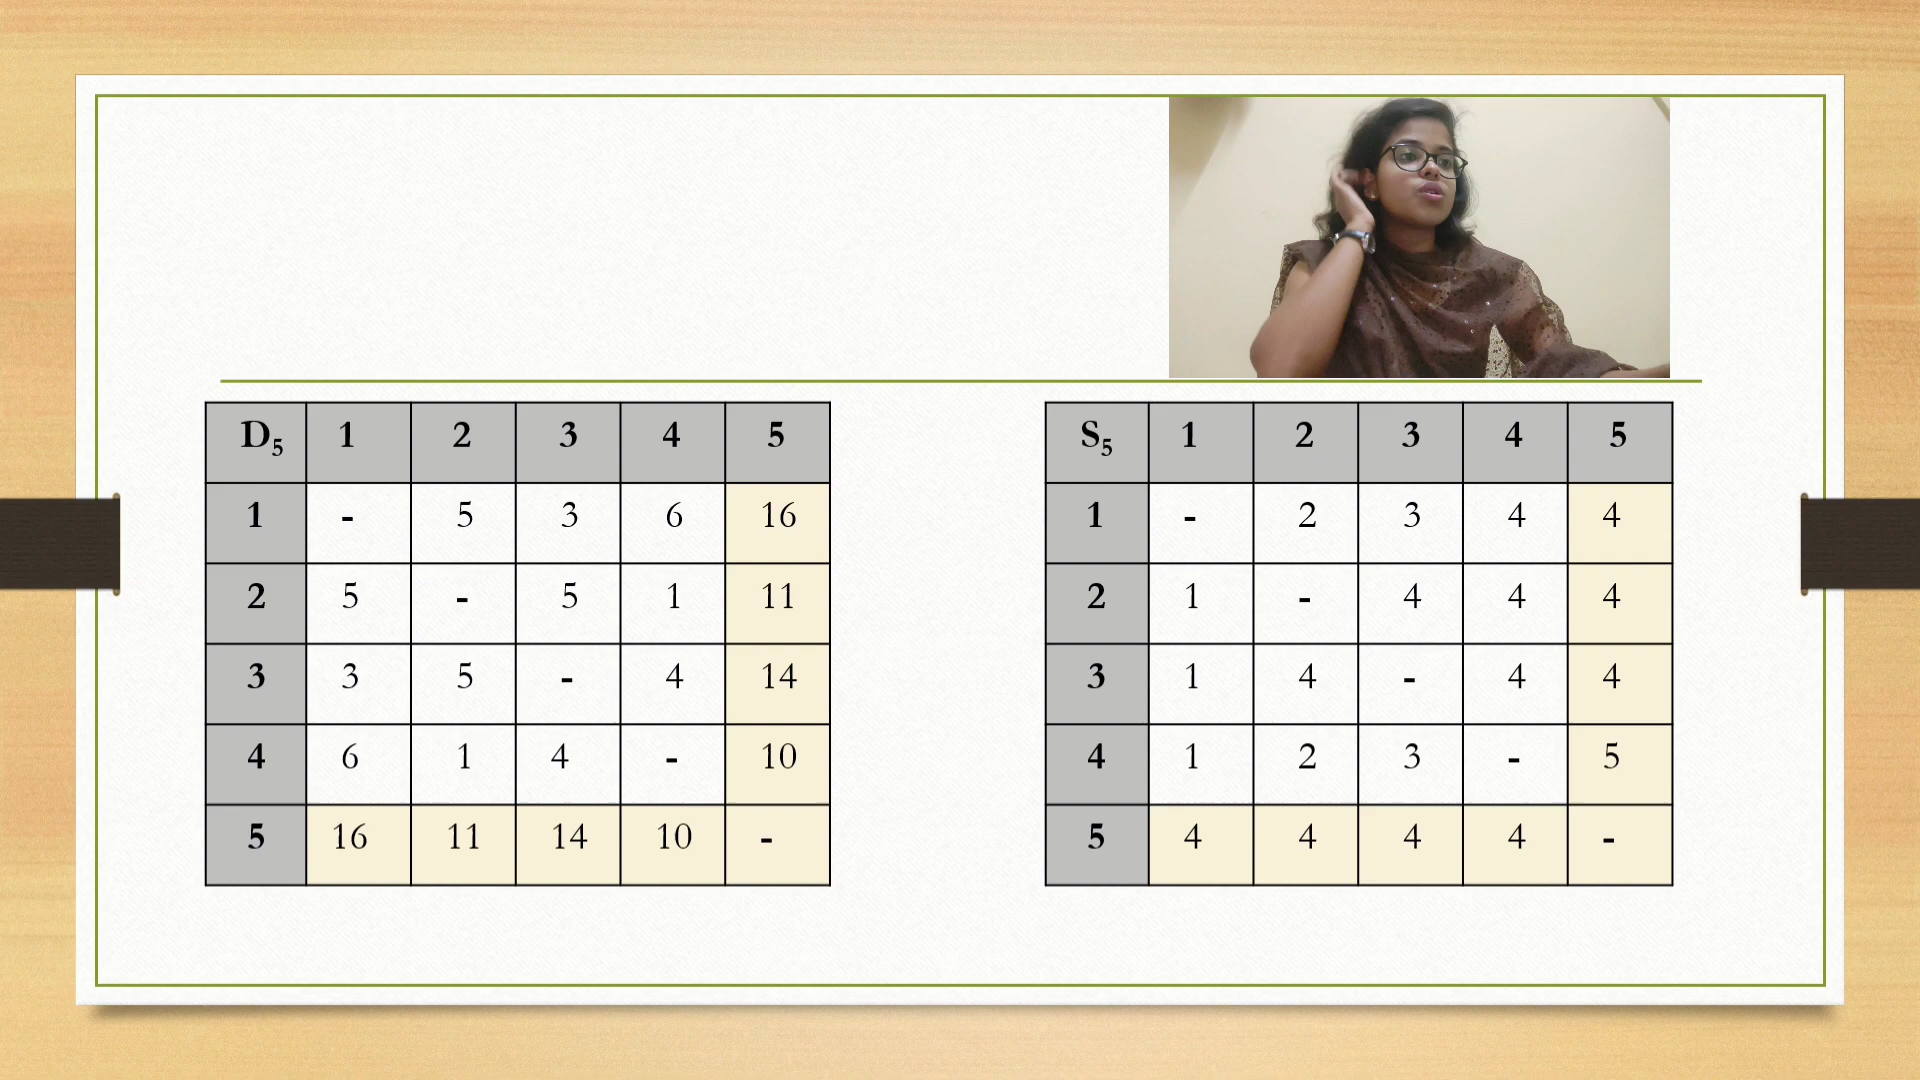 D5 1 2 3 4 5
1 - 5 3 6 16
2 5 - 5 1 11
3 3 5 - 4 14
4 6 1 4 - 10
5 16 11 14 10 -
S5 1 2 3 4 5
1 - 2 3 4 4
2 1 - 4 4 4
3 1 4 - 4 4
4 1 2 3 - 5
5 4 4 4 4 -